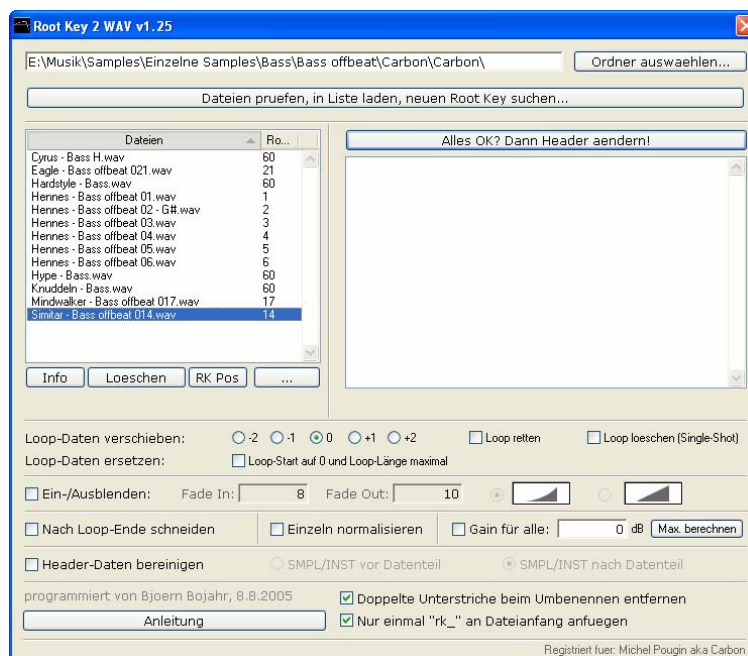 Root Key 2 WAV v1.25
E:\Musik\Samples\Einzelne Samples\Bass\Bass offbeat\Carbon\Carbon\
Ordner auswaehlen...
Dateien pruefen, in Liste laden, neuen Root Key suchen...
Dateien Ro...
Cyrus - Bass H.wav 60
Eagle - Bass offbeat 021.wav 21
Hardstyle - Bass.wav 60
Hennes - Bass offbeat 01.wav 1
Hennes - Bass offbeat 02 - G#.wav 2
Hennes - Bass offbeat 03.wav 3
Hennes - Bass offbeat 04.wav 4
Hennes - Bass offbeat 05.wav 5
Hennes - Bass offbeat 06.wav 6
Hype - Bass.wav 60
Knuddeln - Bass.wav 60
Mindwalker - Bass offbeat 017.wav 17
Simitar - Bass offbeat 014.wav 14
Alles OK? Dann Header aendern!
Info Loeschen RK Pos ...
Loop-Daten verschieben: -2 -1 0 +1 +2 Loop retten Loop loeschen (Single-Shot)
Loop-Daten ersetzen: Loop-Start auf 0 und Loop-Länge maximal
Ein-/Ausblenden: Fade In: 8 Fade Out: 10
Nach Loop-Ende schneiden Einzeln normalisieren Gain für alle: 0 dB Max. berechnen
Header-Daten bereinigen SMPL/INST vor Datenteil SMPL/INST nach Datenteil
programmiert von Bjoern Bojahr, 8.8.2005
Doppelte Unterstriche beim Umbenennen entfernen
Anleitung
Nur einmal "rk_" an Dateianfang anfuegen
Registriert fuer: Michel Pougin aka Carbon